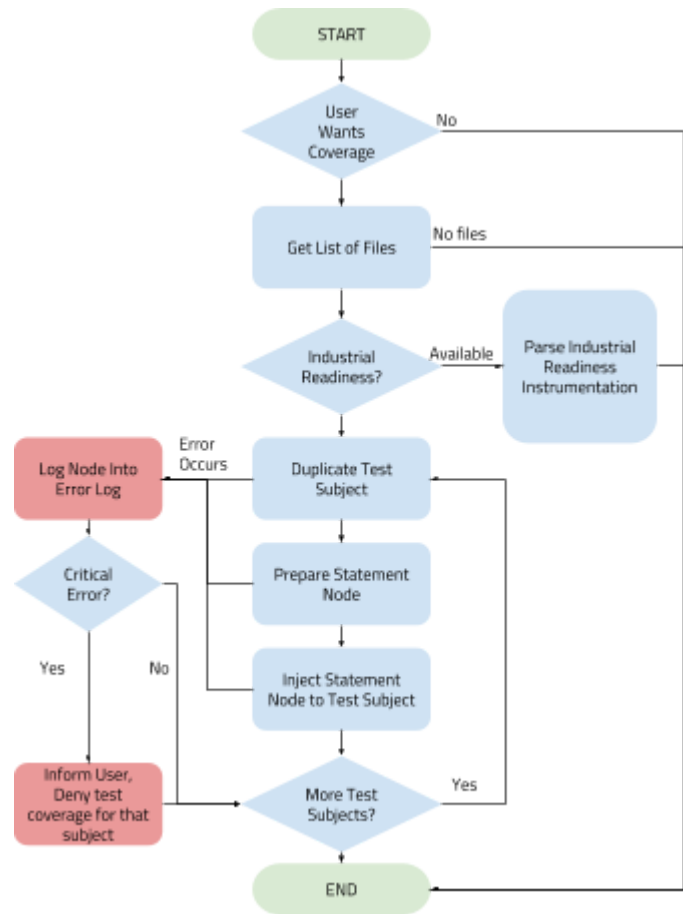 START
User
Wants
Coverage
No
Get List of Files
No files
Industrial
Readiness?
Available
Parse Industrial
Readiness
Instrumentation
Error
Occurs
Log Node Into
Error Log
Duplicate Test
Subject
Critical
Error?
Prepare Statement
Node
Yes
No
Inject Statement
Node to Test Subject
Inform User,
Deny test
coverage for that
subject
More Test
Subjects?
Yes
END